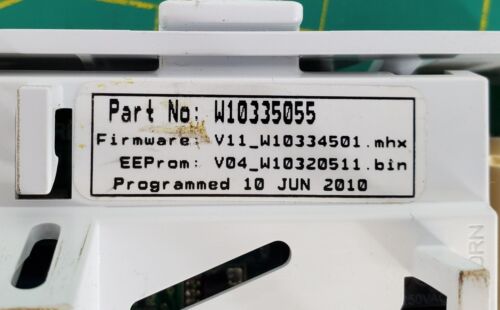 Part No: W10335055
Firmware: V11_W10334501.mhx
EEProm: V04_W10320511.bin
Programmed 10 JUN 2010